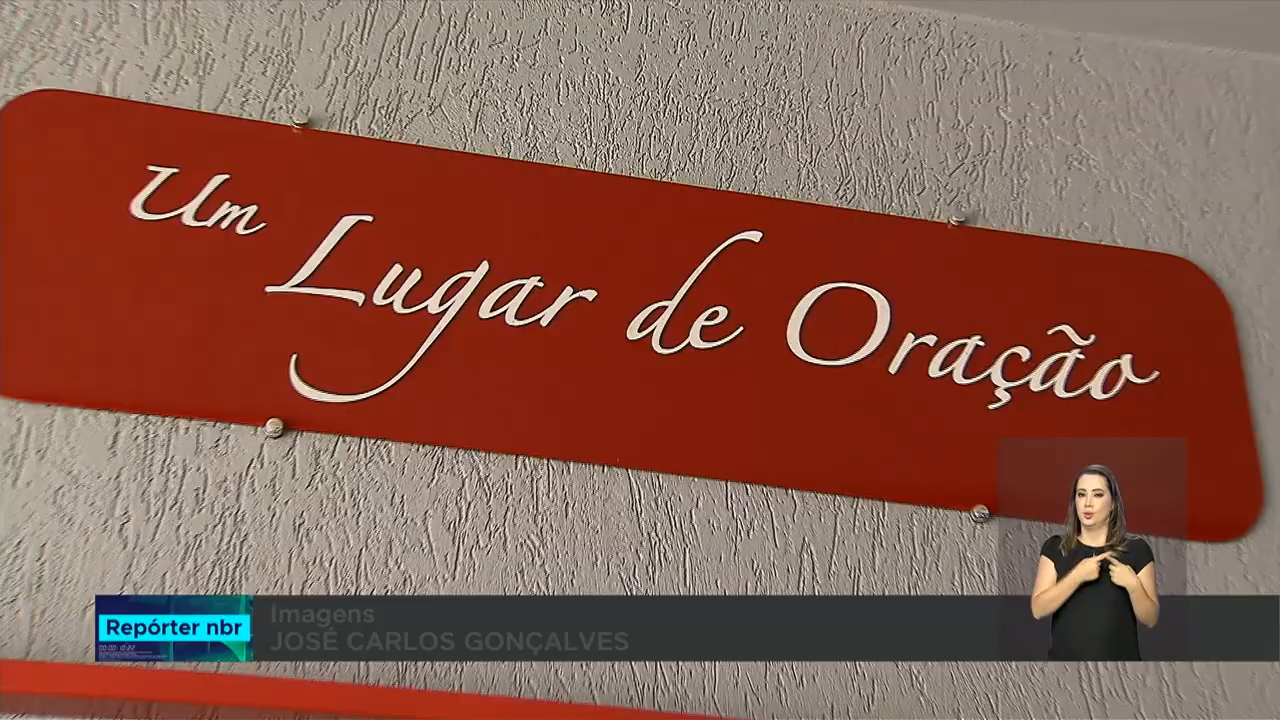 Um Lugar de Oração
Repórter nbr
Imagens
JOSÉ CARLOS GONÇALVES